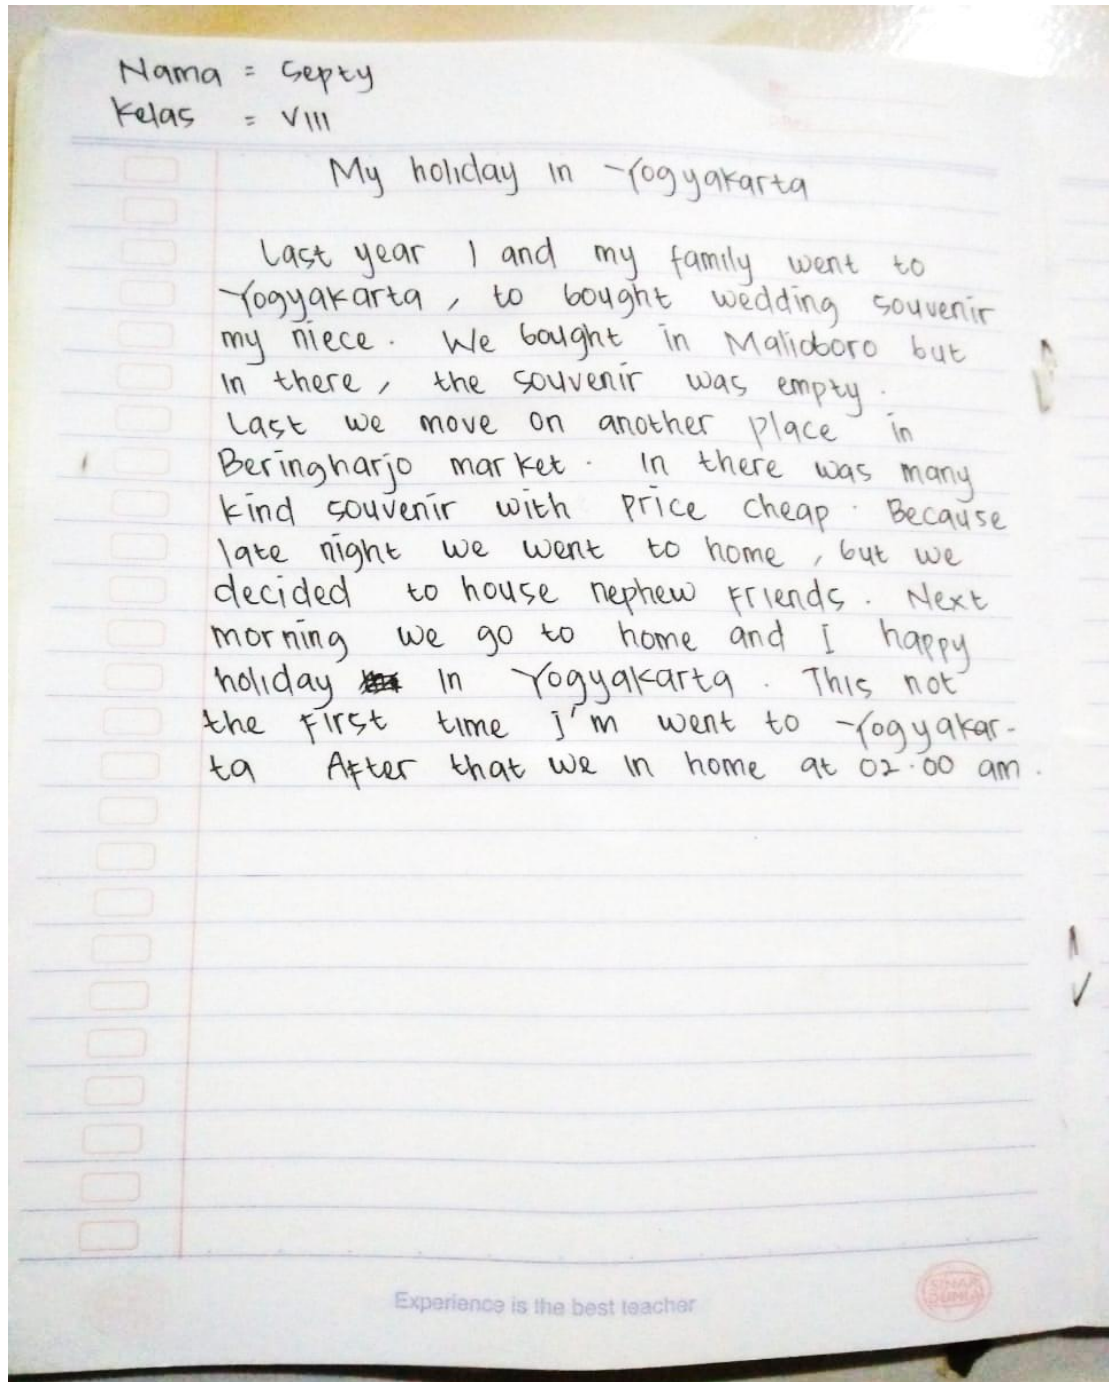 Nama = Septy
Kelas = VIII
My holiday in Yogyakarta
Last year I and my family went to
Yogyakarta, to bought wedding souvenir
my niece. We bought in Malioboro but
in there, the souvenir was empty.
Last we move on another place in
Beringharjo market. In there was many
kind souvenir with price cheap. Because
late night we went to home, but we
decided to house nephew friends. Next
morning we go to home and I happy
holiday in Yogyakarta. This not
the first time i'm went to Yogyakar-
ta After that we in home at 02.00 am.
Experience is the best teacher
SINAR
DUNIA